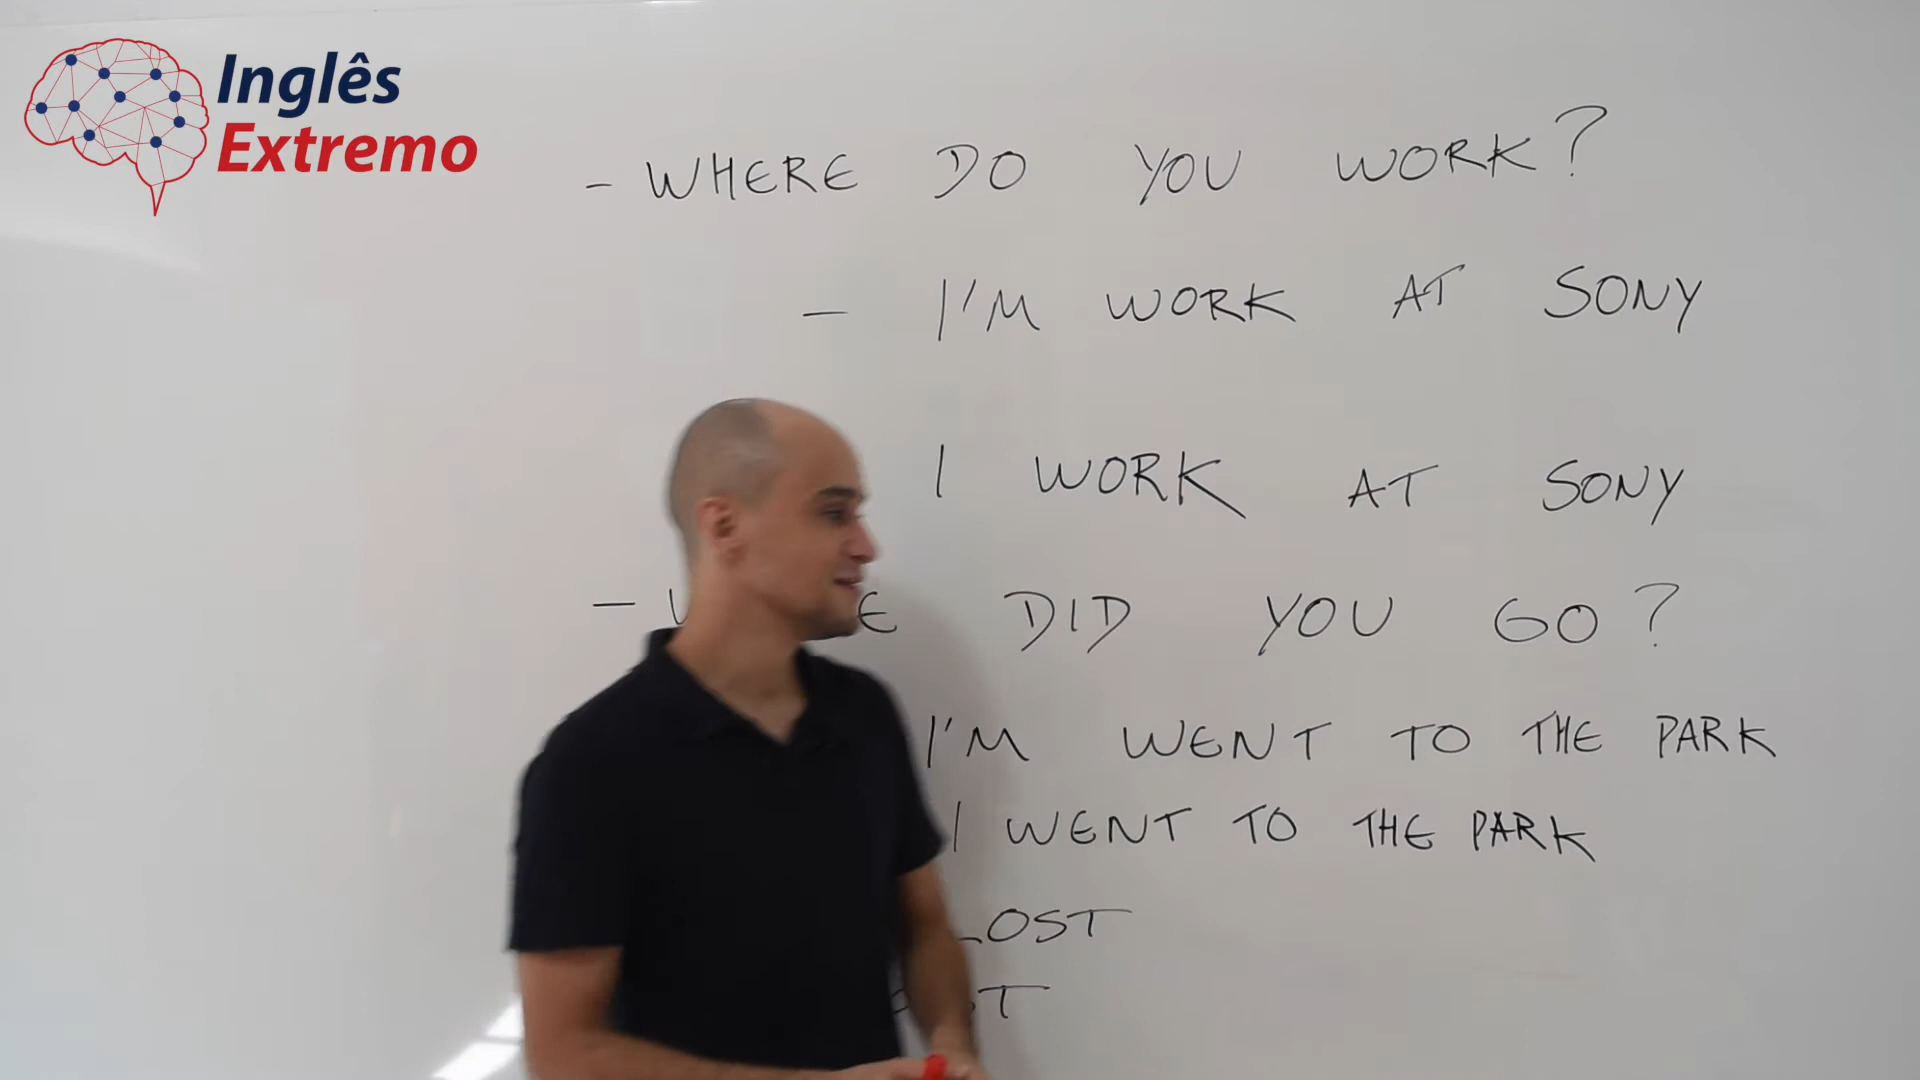 Inglês
Extremo
- WHERE DO YOU WORK?
- I'M WORK AT SONY
I WORK AT SONY
- DID YOU GO?
I'M WENT TO THE PARK
I WENT TO THE PARK
LOST